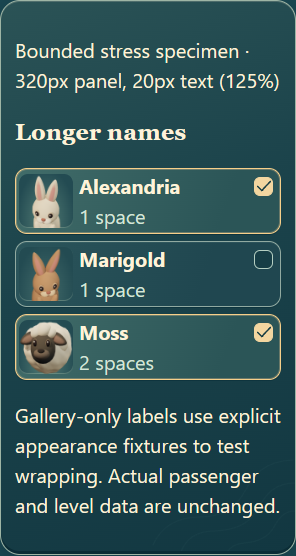 Bounded stress specimen ·
320px panel, 20px text (125%)
Longer names
Alexandria
1 space
Marigold
1 space
Moss
2 spaces
Gallery-only labels use explicit
appearance fixtures to test
wrapping. Actual passenger
and level data are unchanged.